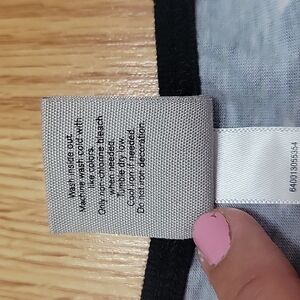 Wash inside out.
Machine wash cold with
like colors.
Only non-chlorine bleach
when needed.
Tumble dry low.
Cool iron if needed.
Do not iron decoration.
640013055354